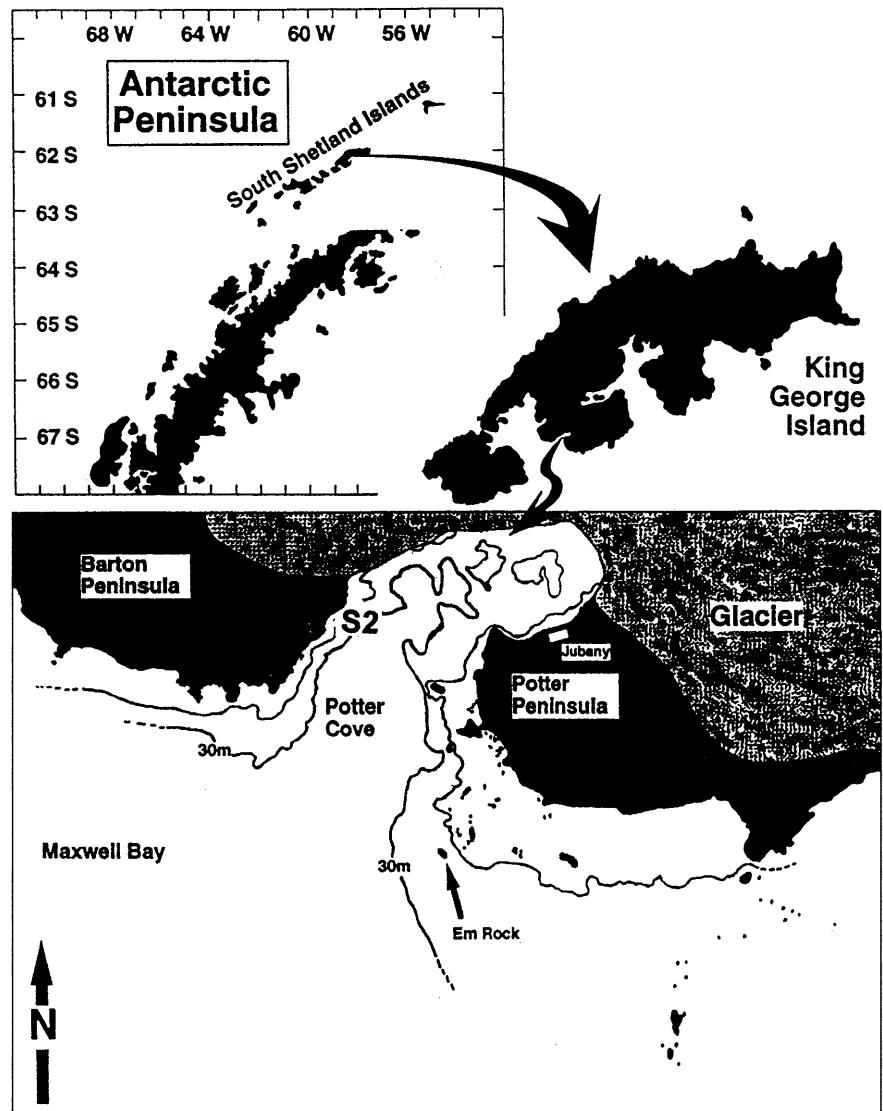 68 W 64 W 60 W 56 W
Antarctic
Peninsula
61 S
62 S
63 S
64 S
65 S
66 S
67 S
South Shetland Islands
King
George
Island
Barton
Peninsula
S2
Glacier
Jubany
Potter
Peninsula
Potter
Cove
30m
Maxwell Bay
30m
Em Rock
N